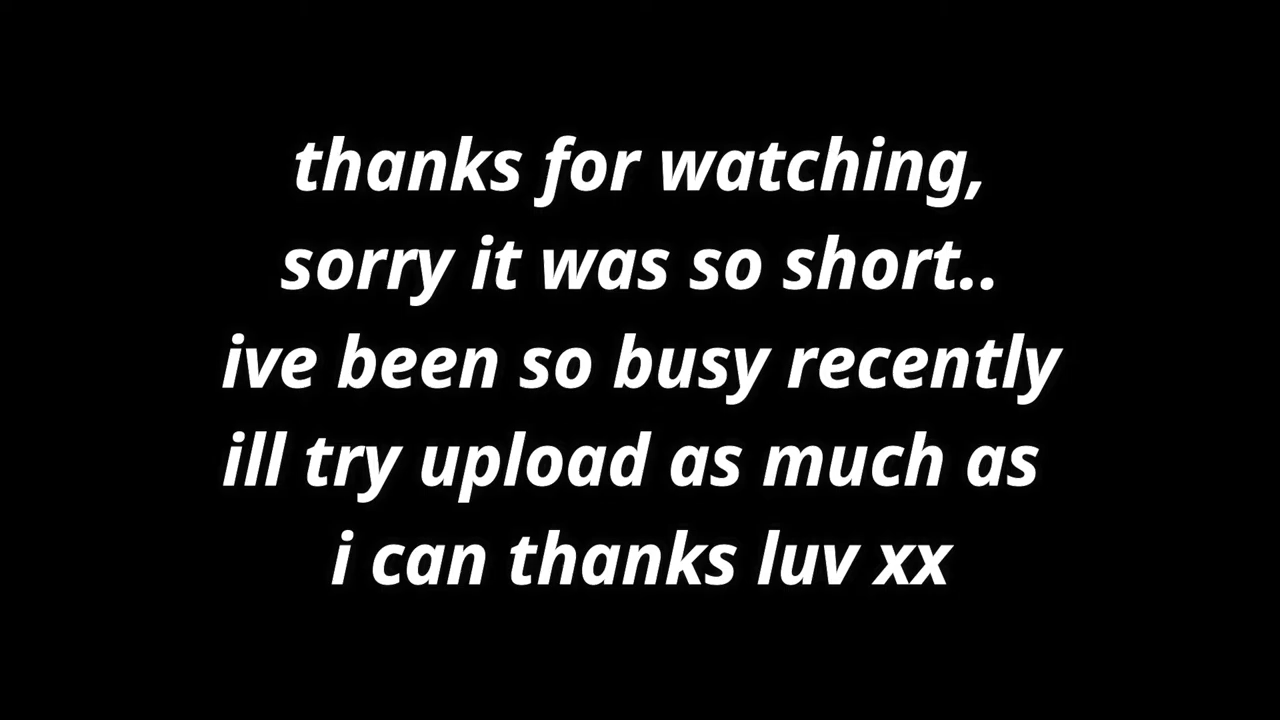 thanks for watching,
sorry it was so short..
ive been so busy recently
ill try upload as much as
i can thanks luv xx